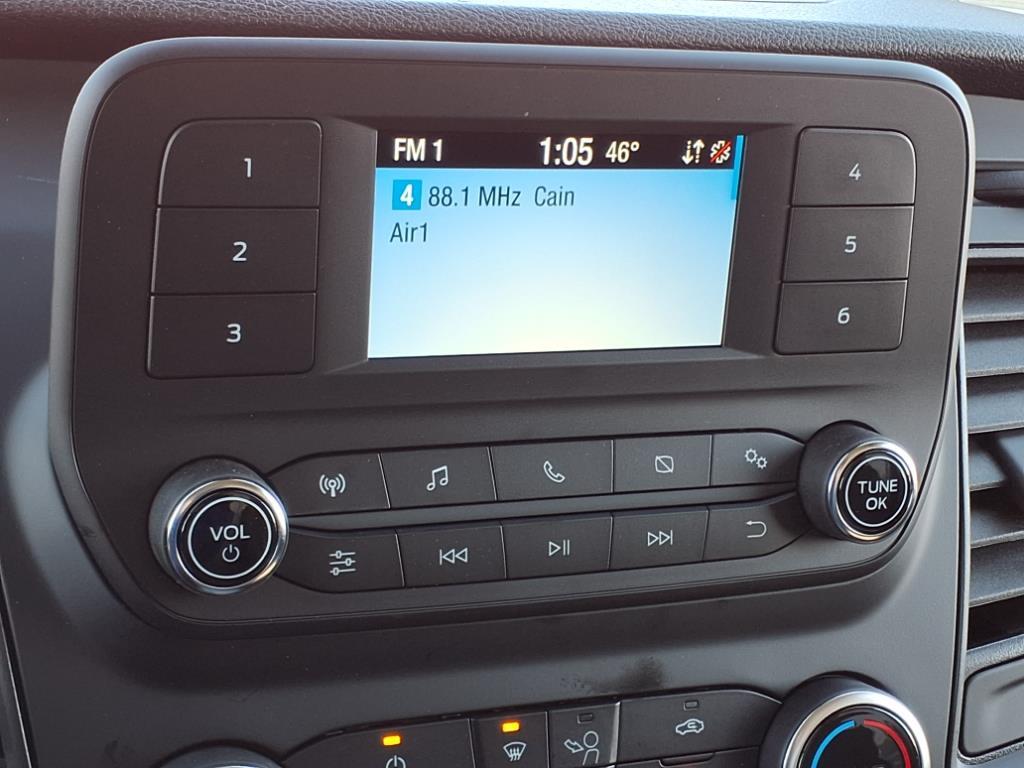 FM 1 1:05 46°
4 88.1 MHz Cain
Air1
1
2
3
4
5
6
VOL
TUNE
OK